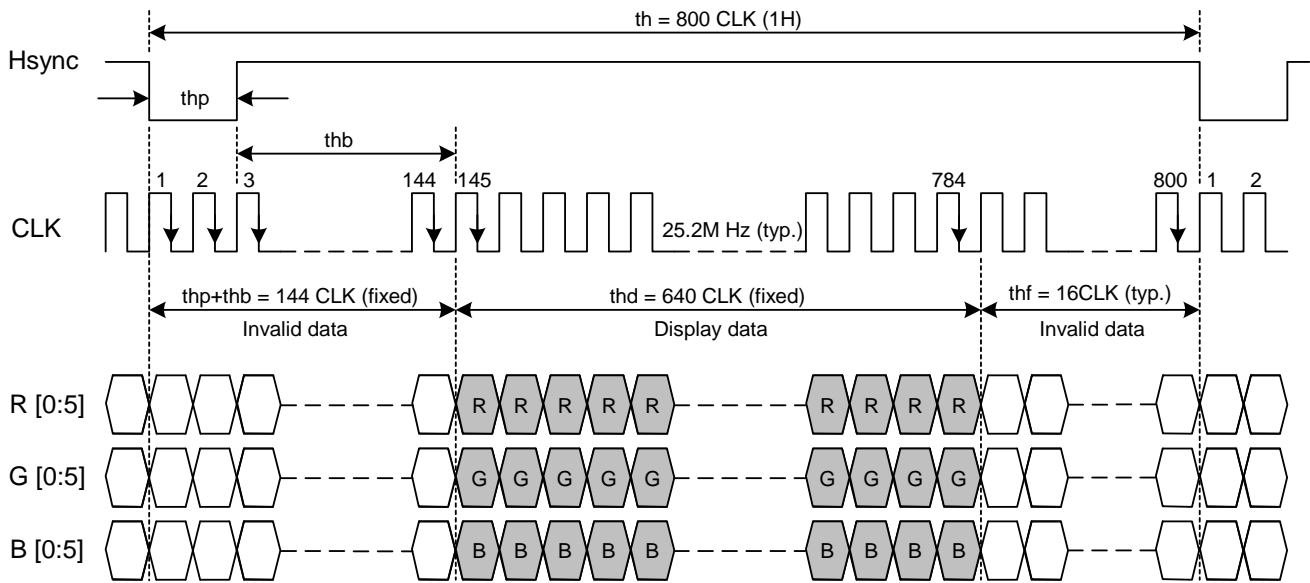 th = 800 CLK (1H)
Hsync
thp
thb
1 2 3 144 145 784 800 1 2
CLK
25.2M Hz (typ.)
thp+thb = 144 CLK (fixed) thd = 640 CLK (fixed) thf = 16CLK (typ.)
Invalid data Display data Invalid data
R [0:5] R R R R R R R R R
G [0:5] G G G G G G G G G
B [0:5] B B B B B B B B B